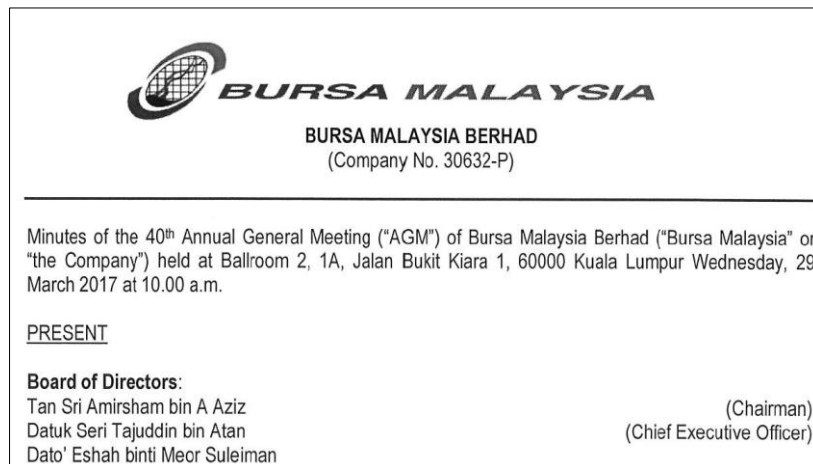 BURSA MALAYSIA
BURSA MALAYSIA BERHAD
(Company No. 30632-P)
Minutes of the 40th Annual General Meeting ("AGM") of Bursa Malaysia Berhad ("Bursa Malaysia" or
"the Company") held at Ballroom 2, 1A, Jalan Bukit Kiara 1, 60000 Kuala Lumpur Wednesday, 29
March 2017 at 10.00 a.m.
PRESENT
Board of Directors:
Tan Sri Amirsham bin A Aziz (Chairman)
Datuk Seri Tajuddin bin Atan (Chief Executive Officer)
Dato' Eshah binti Meor Suleiman